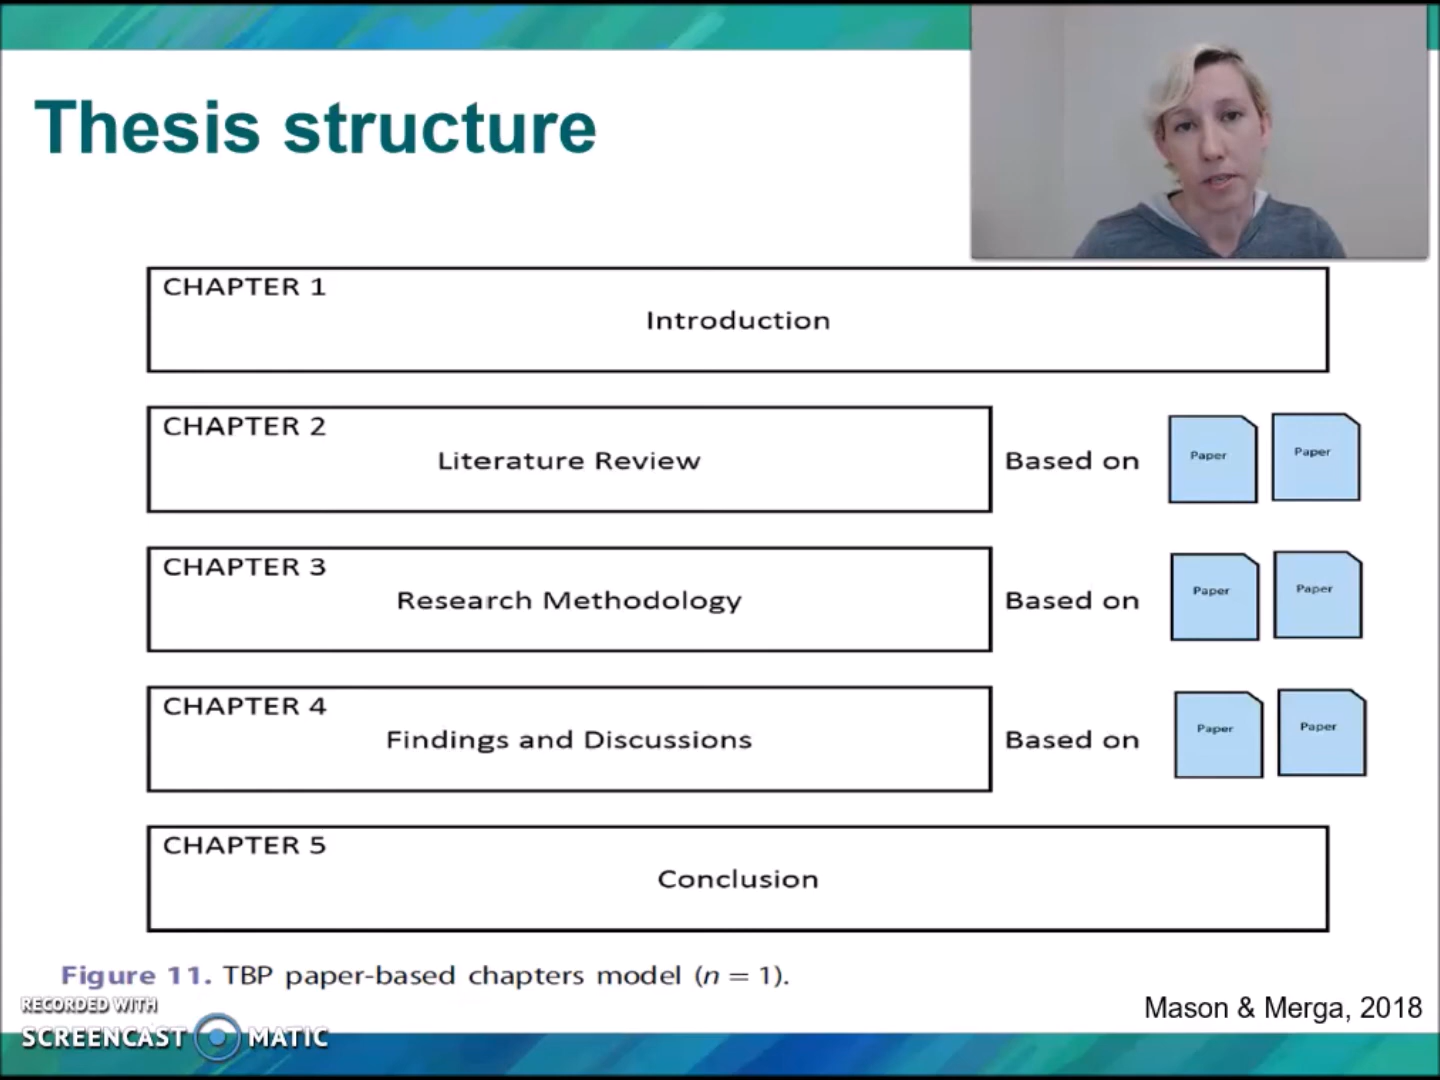 Thesis structure
CHAPTER 1
Introduction
CHAPTER 2
Literature Review
Based on
Paper
Paper
CHAPTER 3
Research Methodology
Based on
Paper
Paper
CHAPTER 4
Findings and Discussions
Based on
Paper
Paper
CHAPTER 5
Conclusion
Figure 11. TBP paper-based chapters model (n = 1).
Mason & Merga, 2018
RECORDED WITH
SCREENCAST MATIC